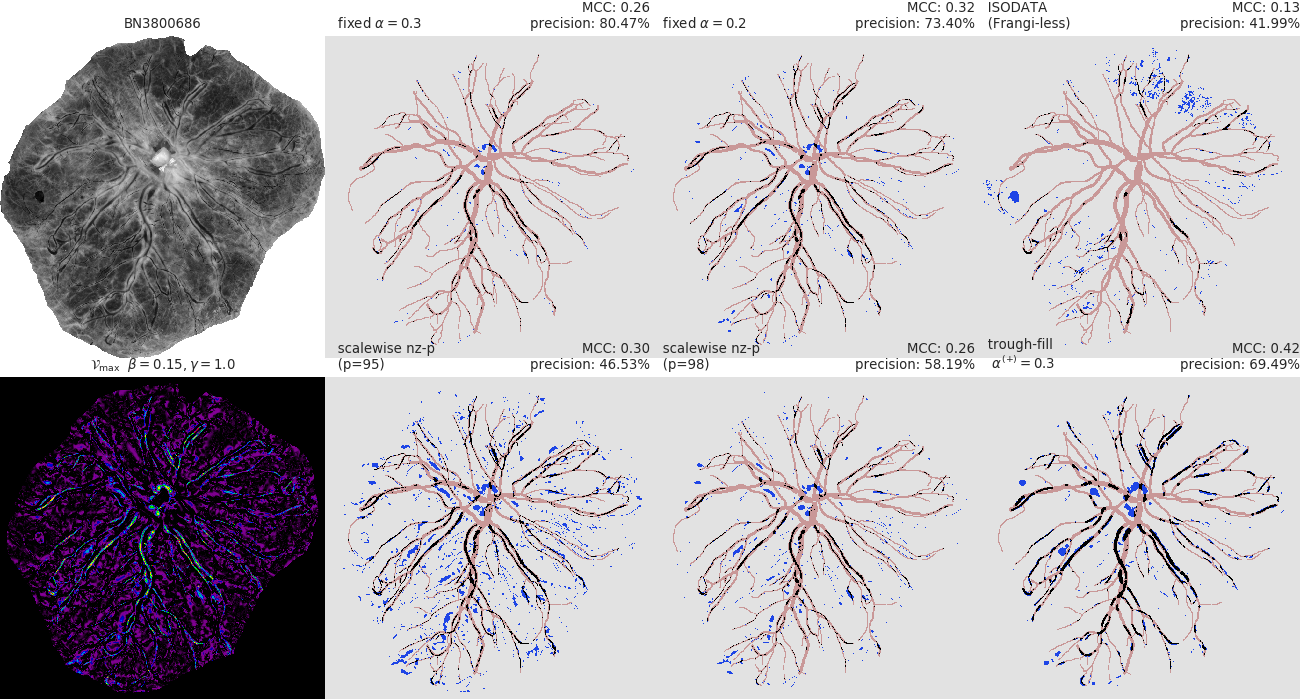 BN3800686
fixed α = 0.3
MCC: 0.26
precision: 80.47%
fixed α = 0.2
MCC: 0.32
precision: 73.40%
ISODATA
(Frangi-less)
MCC: 0.13
precision: 41.99%
𝒱max β = 0.15, γ = 1.0
scalewise nz-p
(p=95)
MCC: 0.30
precision: 46.53%
scalewise nz-p
(p=98)
MCC: 0.26
precision: 58.19%
trough-fill
α(+) = 0.3
MCC: 0.42
precision: 69.49%